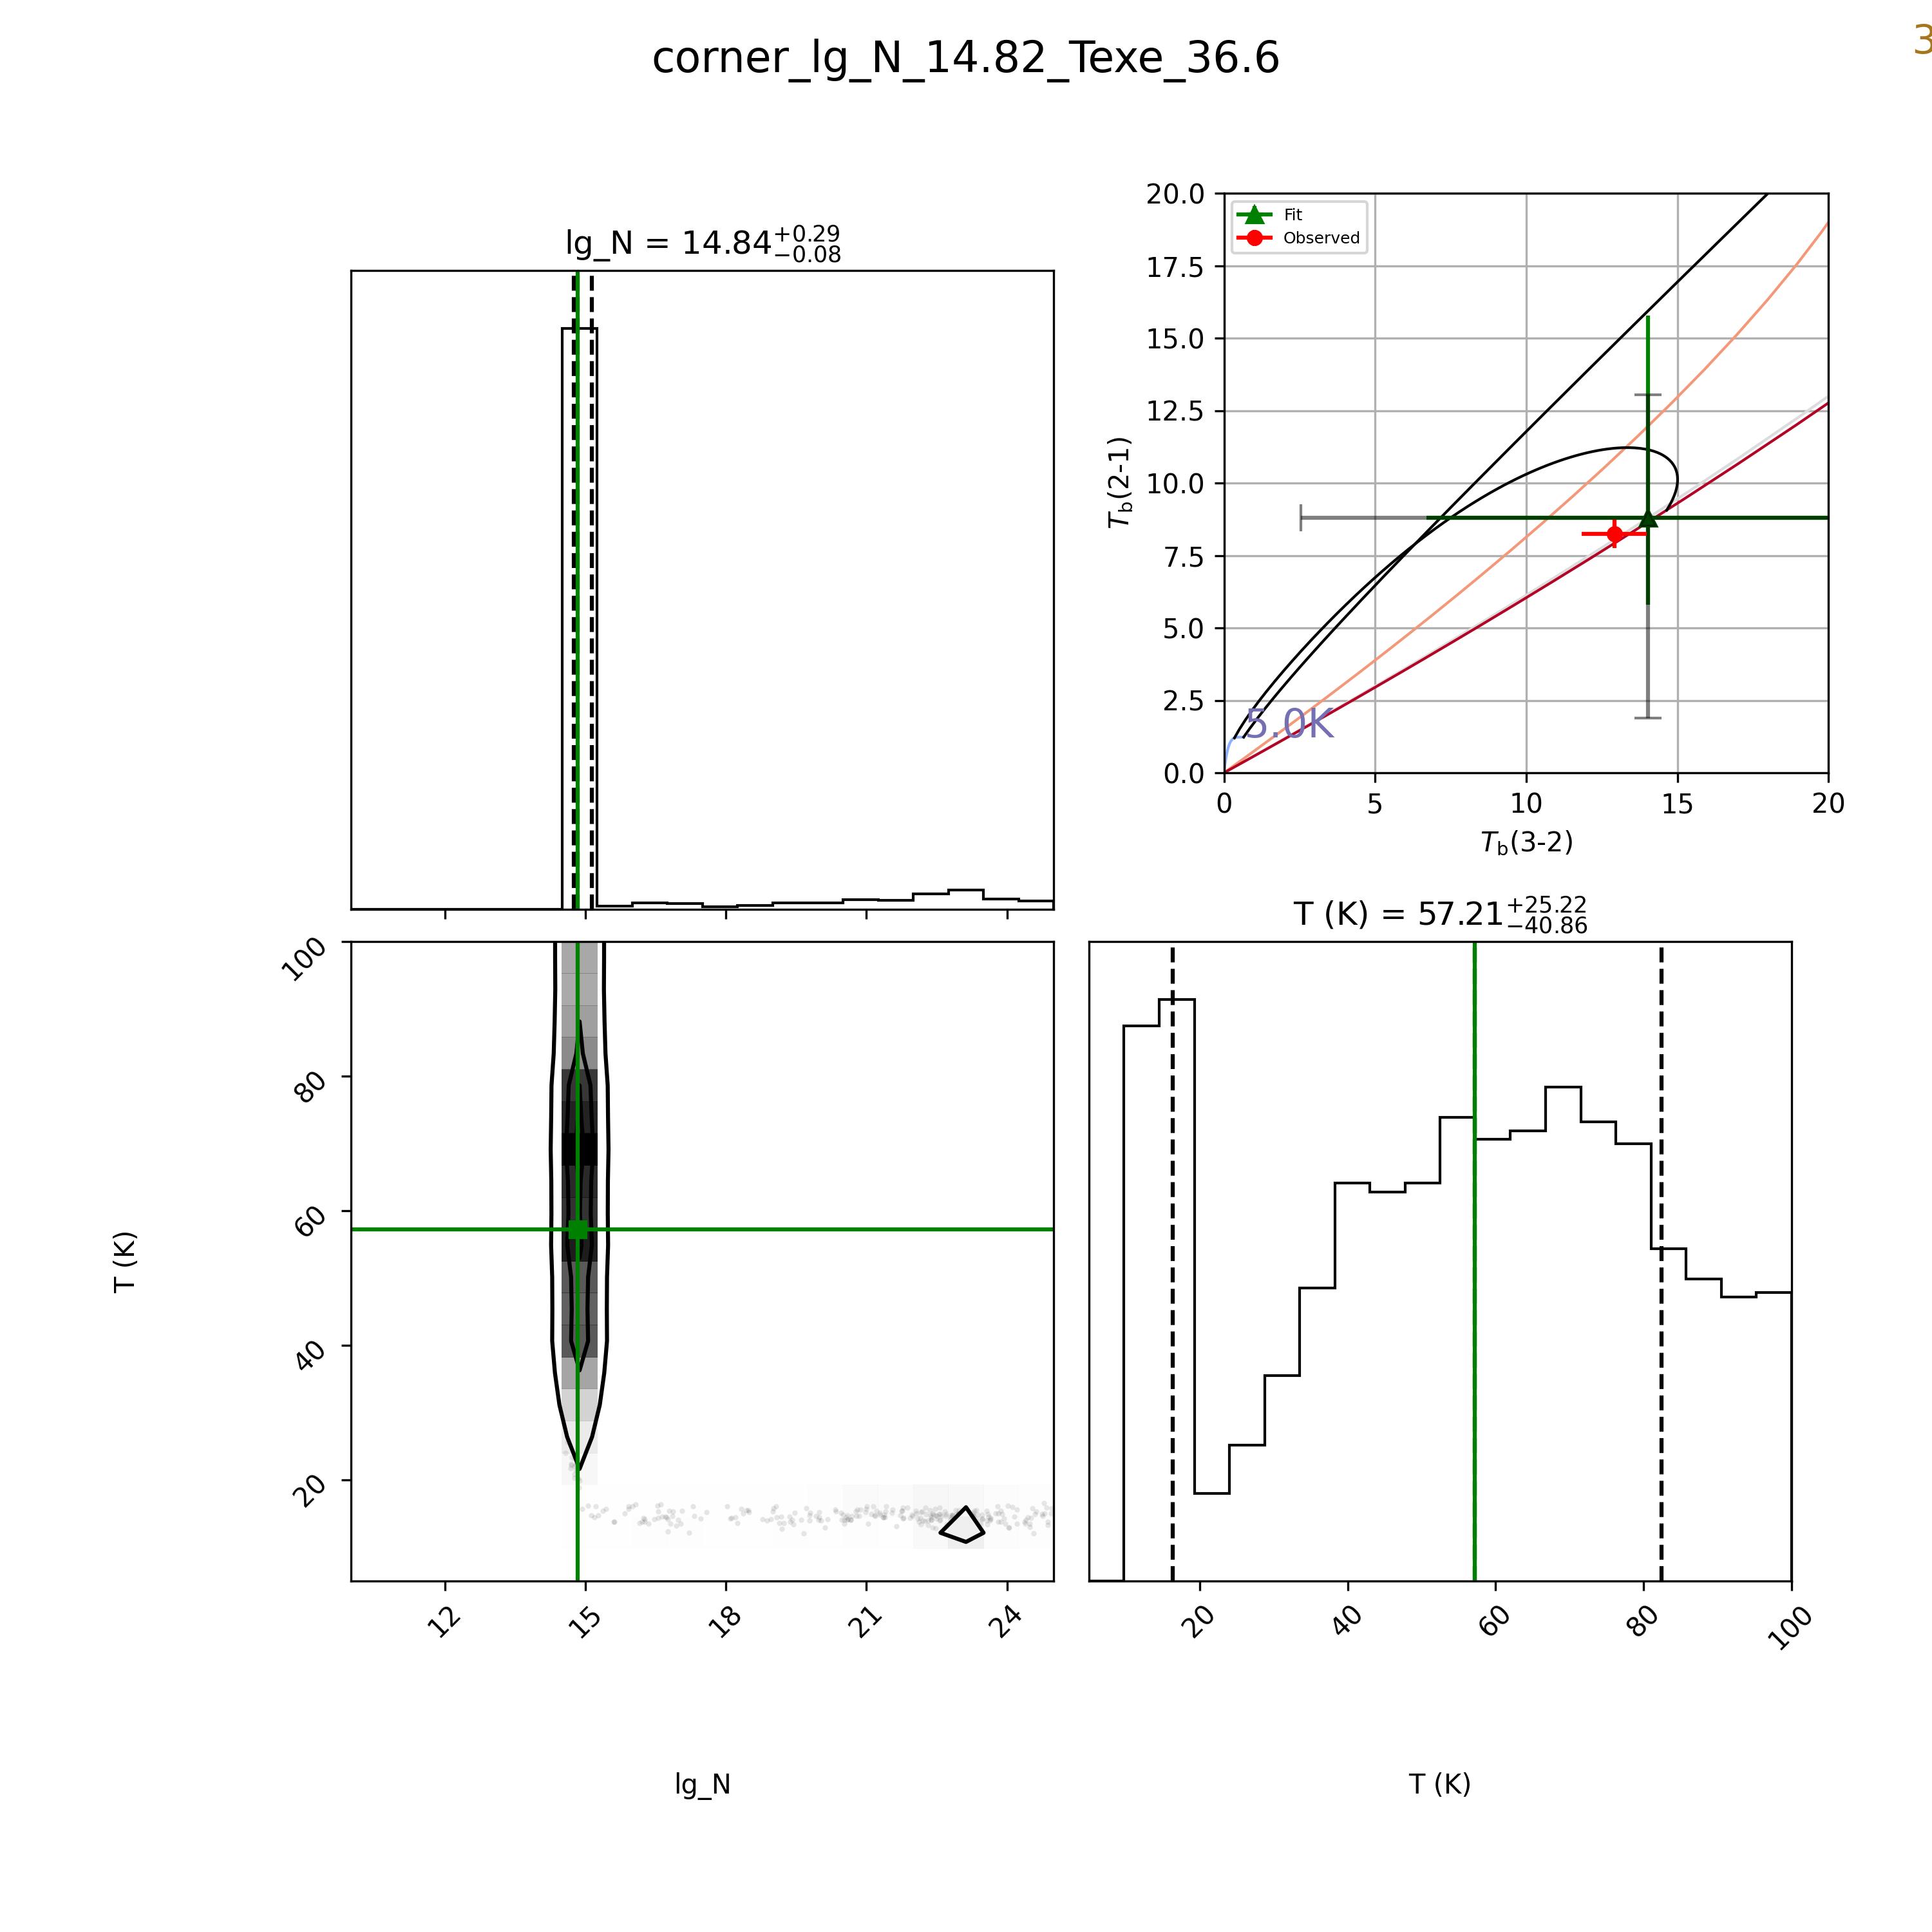 corner_lg_N_14.82_Texe_36.6
3
lg_N = 14.84+0.29−0.08
20.0
17.5
15.0
12.5
10.0
7.5
5.0
2.5
0.0
Tb(2-1)
Fit
Observed
5.0K
0 5 10 15 20
Tb(3-2)
T (K) = 57.21+25.22−40.86
100
80
60
40
20
T (K)
12 15 18 21 24
lg_N
20 40 60 80 100
T (K)